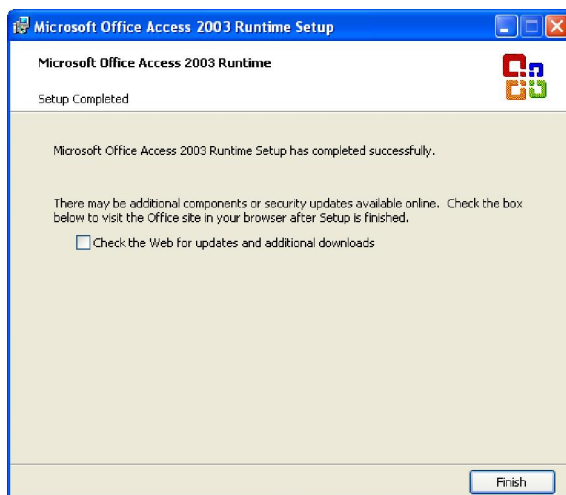 Microsoft Office Access 2003 Runtime Setup
Microsoft Office Access 2003 Runtime
Setup Completed
Microsoft Office Access 2003 Runtime Setup has completed successfully.
There may be additional components or security updates available online. Check the box
below to visit the Office site in your browser after Setup is finished.
Check the Web for updates and additional downloads
Finish